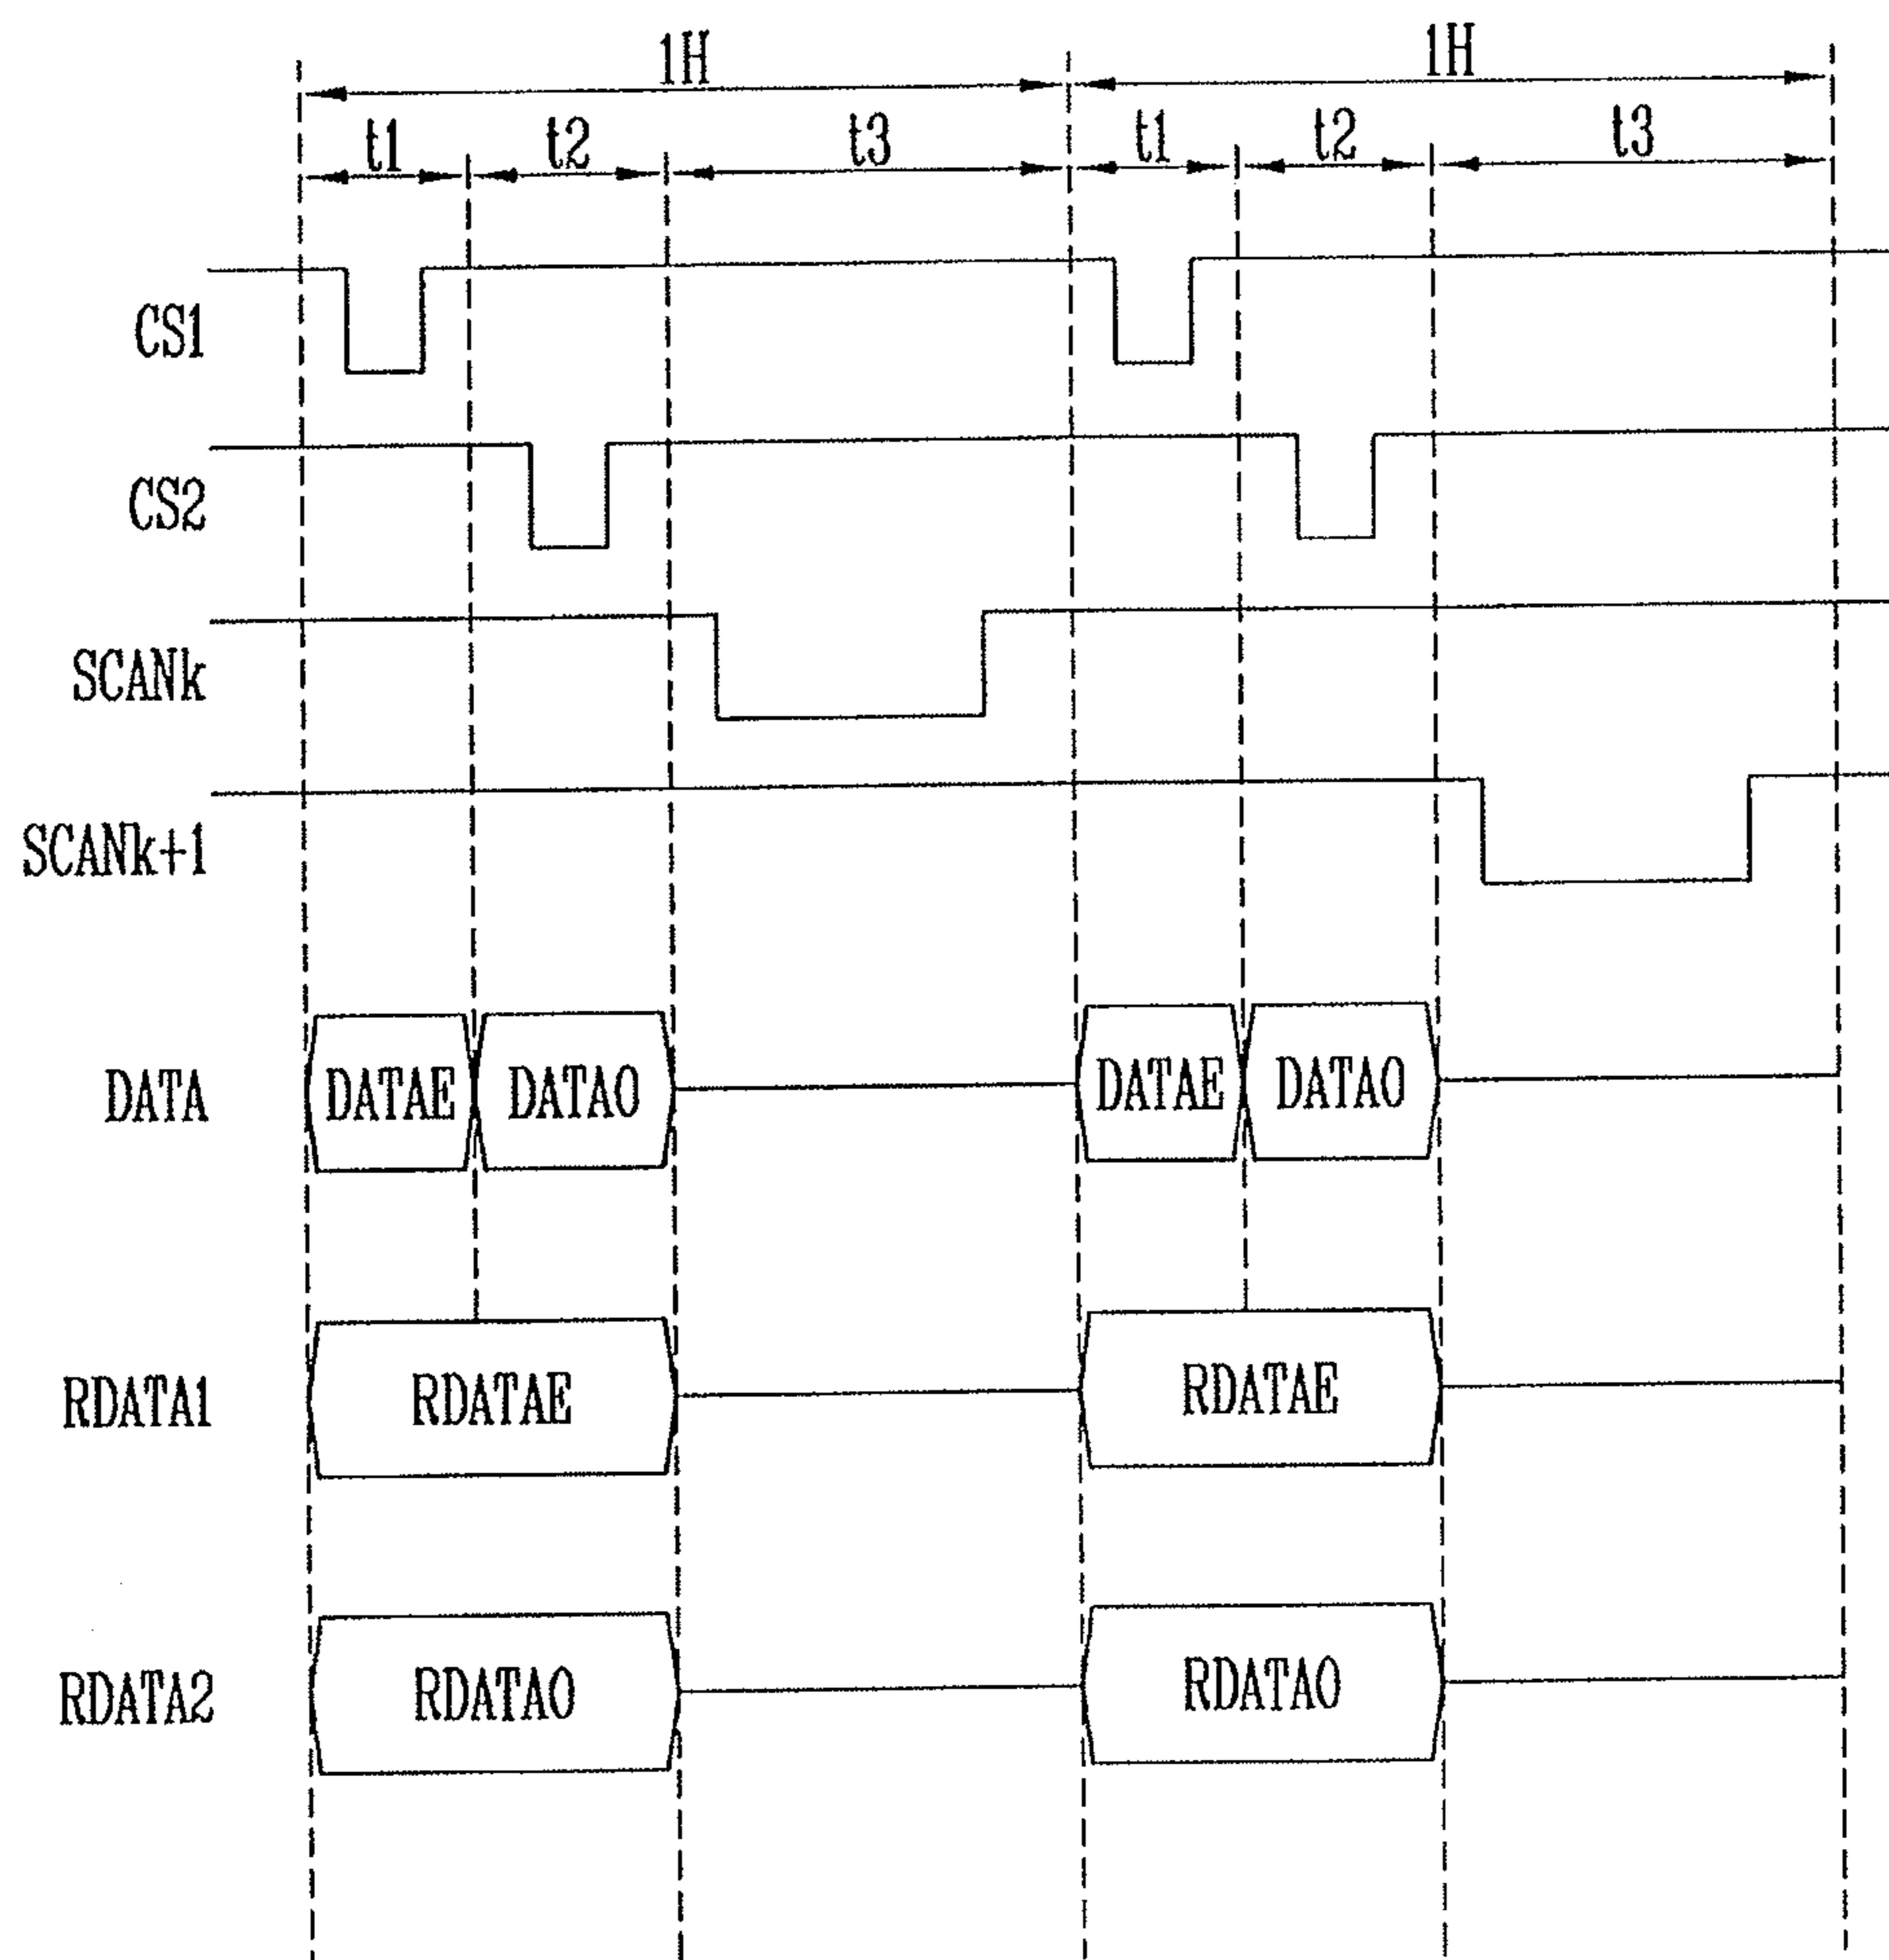 1H 1H
t1 t2 t3 t1 t2 t3
CS1
CS2
SCANk
SCANk+1
DATA DATAE DATAO DATAE DATAO
RDATA1 RDATAE RDATAE
RDATA2 RDATAO RDATAO